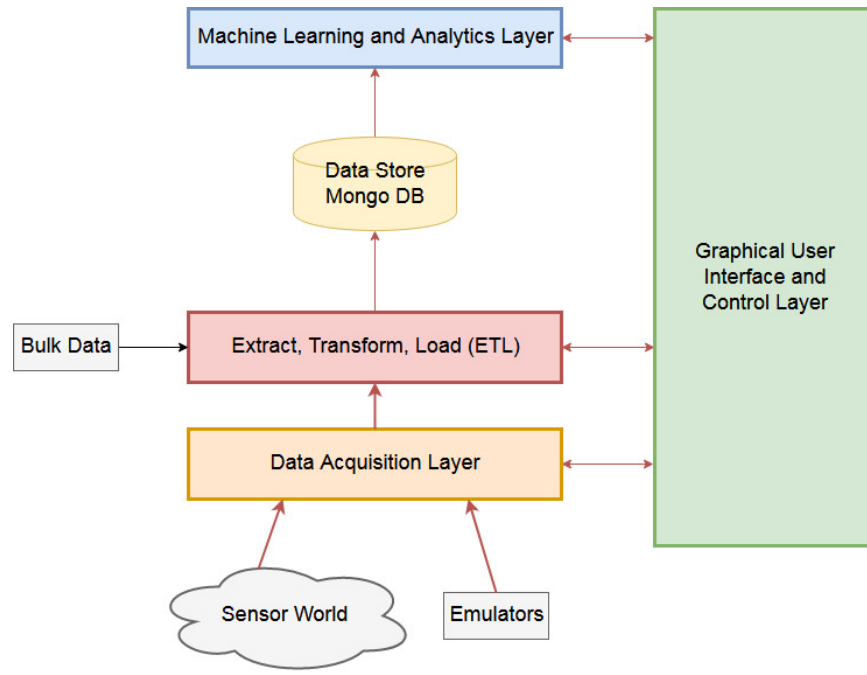 Machine Learning and Analytics Layer
Data Store
Mongo DB
Graphical User
Interface and
Control Layer
Bulk Data
Extract, Transform, Load (ETL)
Data Acquisition Layer
Sensor World
Emulators